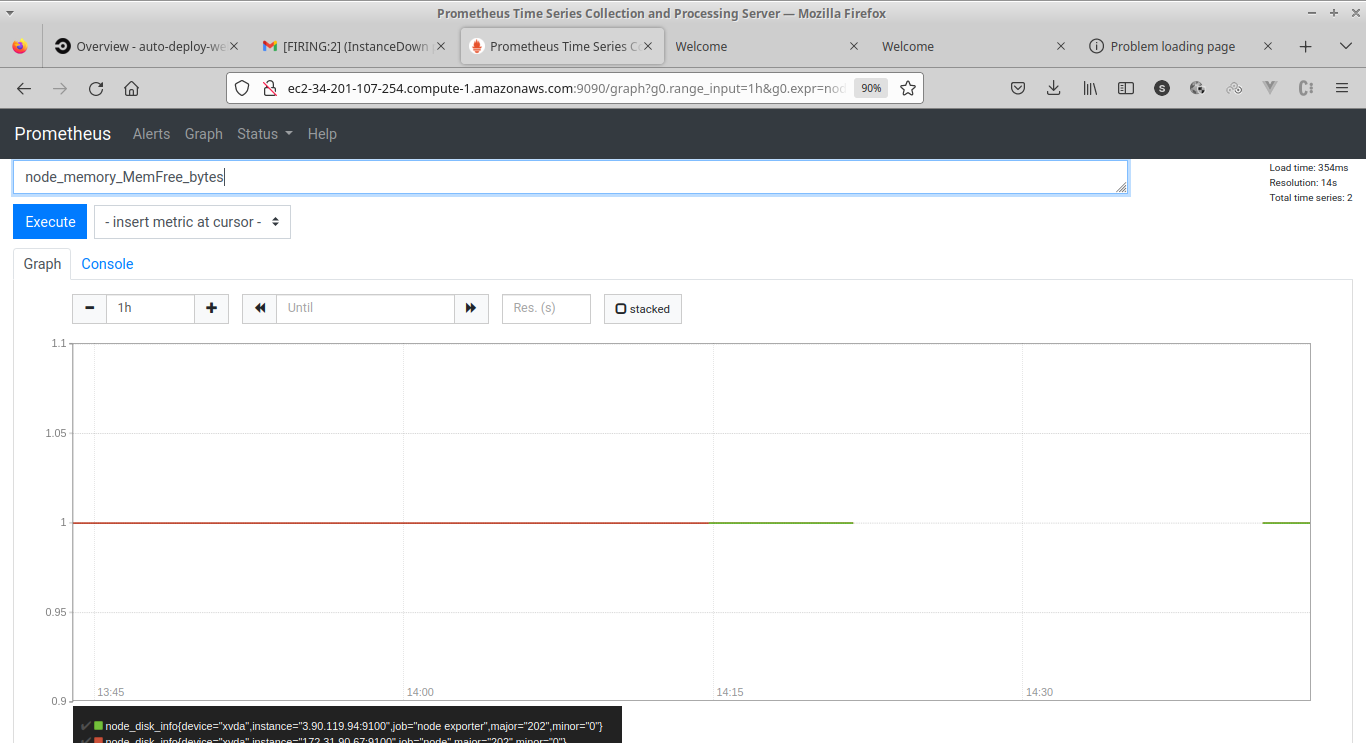 Prometheus Time Series Collection and Processing Server — Mozilla Firefox
Overview - auto-deploy-we
[FIRING:2] (InstanceDown
Prometheus Time Series C
Welcome
Welcome
Problem loading page
ec2-34-201-107-254.compute-1.amazonaws.com:9090/graph?g0.range_input=1h&g0.expr=nod
90%
Prometheus Alerts Graph Status Help
node_memory_MemFree_bytes
Load time: 354ms
Resolution: 14s
Total time series: 2
Execute
- insert metric at cursor -
Graph Console
1h
Until
Res. (s)
stacked
1.1
1.05
1
0.95
0.9
13:45 14:00 14:15 14:30
node_disk_info{device="xvda",instance="3.90.119.94:9100",job="node exporter",major="202",minor="0"}
node_disk_info{device="xvda",instance="172.31.90.67:9100",job="node",major="202",minor="0"}